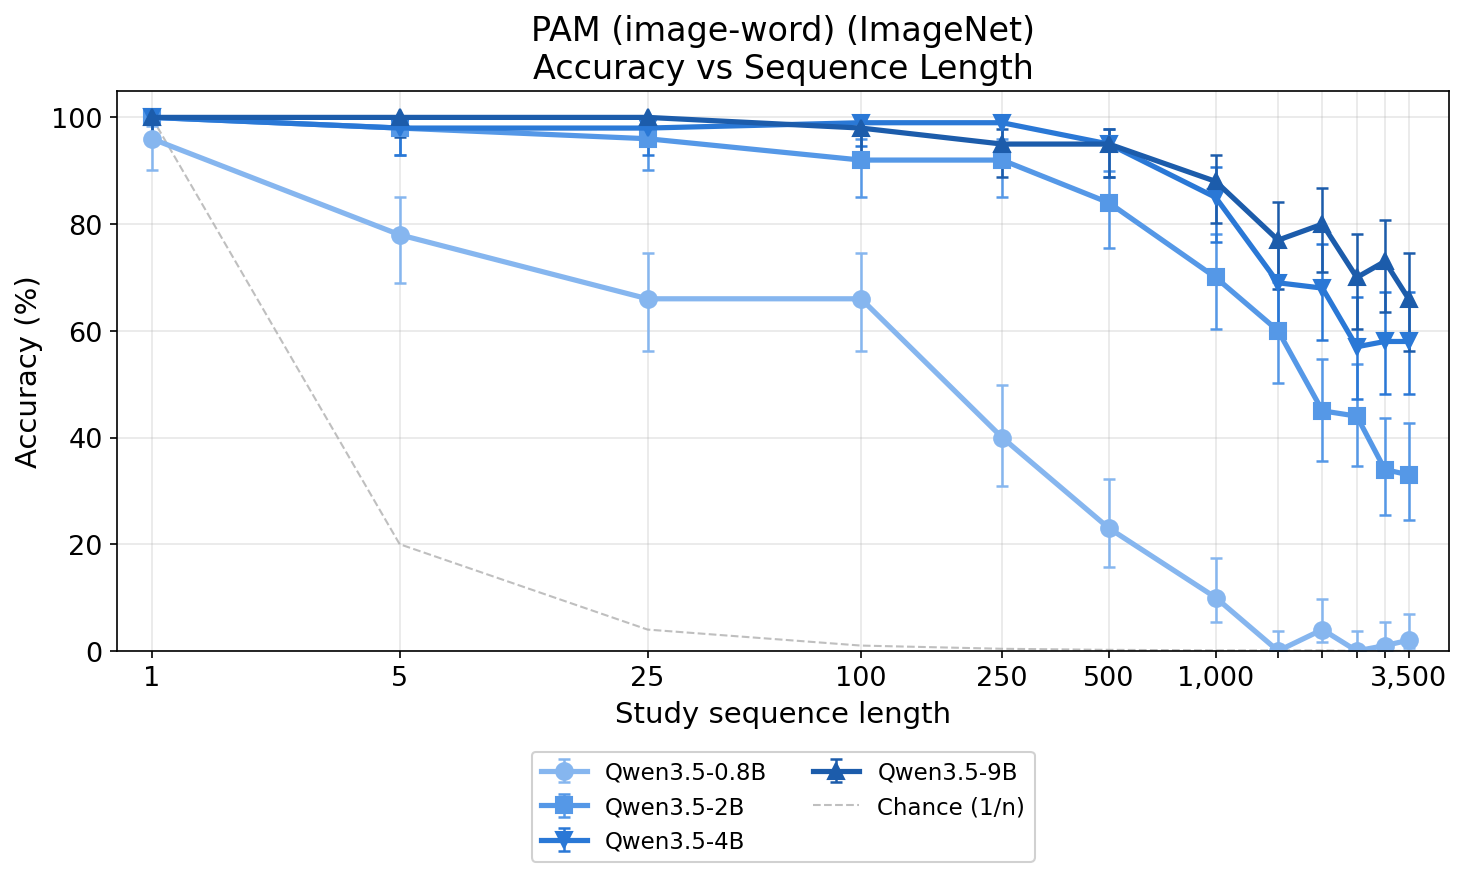 PAM (image-word) (ImageNet)
Accuracy vs Sequence Length
Accuracy (%)
100
80
60
40
20
0
1
5
25
100
250
500
1,000
3,500
Study sequence length
Qwen3.5-0.8B
Qwen3.5-2B
Qwen3.5-4B
Qwen3.5-9B
Chance (1/n)